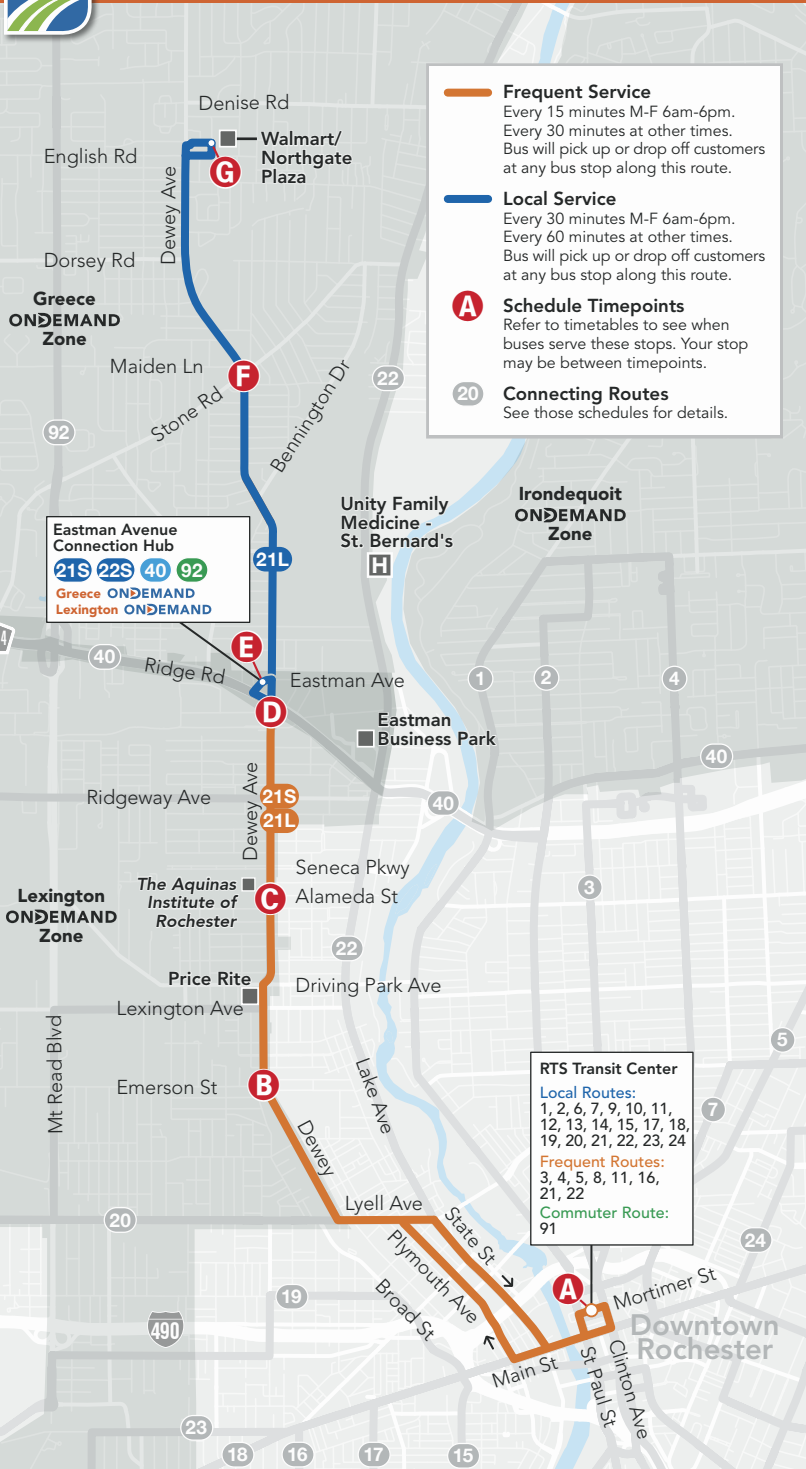 Frequent Service
Every 15 minutes M-F 6am-6pm.
Every 30 minutes at other times.
Bus will pick up or drop off customers
at any bus stop along this route.
Local Service
Every 30 minutes M-F 6am-6pm.
Every 60 minutes at other times.
Bus will pick up or drop off customers
at any bus stop along this route.
A
Schedule Timepoints
Refer to timetables to see when
buses serve these stops. Your stop
may be between timepoints.
20
Connecting Routes
See those schedules for details.
Denise Rd
Walmart/
Northgate
Plaza
English Rd
G
Dewey Ave
Dorsey Rd
Greece
ONDEMAND
Zone
Maiden Ln
F
Stone Rd
Bennington Dr
22
92
Unity Family
Medicine -
St. Bernard's
H
Irondequoit
ONDEMAND
Zone
Eastman Avenue
Connection Hub
21S 22S 40 92
Greece ONDEMAND
Lexington ONDEMAND
21L
4
40
Ridge Rd
E
Eastman Ave
D
1
2
4
Eastman
Business Park
40
Ridgeway Ave
Dewey Ave
21S
21L
40
Seneca Pkwy
The Aquinas
Institute of
Rochester
C
Alameda St
3
Lexington
ONDEMAND
Zone
22
Price Rite
Driving Park Ave
Lexington Ave
Mt Read Blvd
5
Emerson St
B
Lake Ave
7
RTS Transit Center
Local Routes:
1, 2, 6, 7, 9, 10, 11,
12, 13, 14, 15, 17, 18,
19, 20, 21, 22, 23, 24
Frequent Routes:
3, 4, 5, 8, 11, 16,
21, 22
Commuter Route:
91
Dewey
Lyell Ave
20
State St
Plymouth Ave
24
Broad St
19
490
A
Mortimer St
Downtown
Rochester
Main St
St Paul St
Clinton Ave
23
18
16
17
15